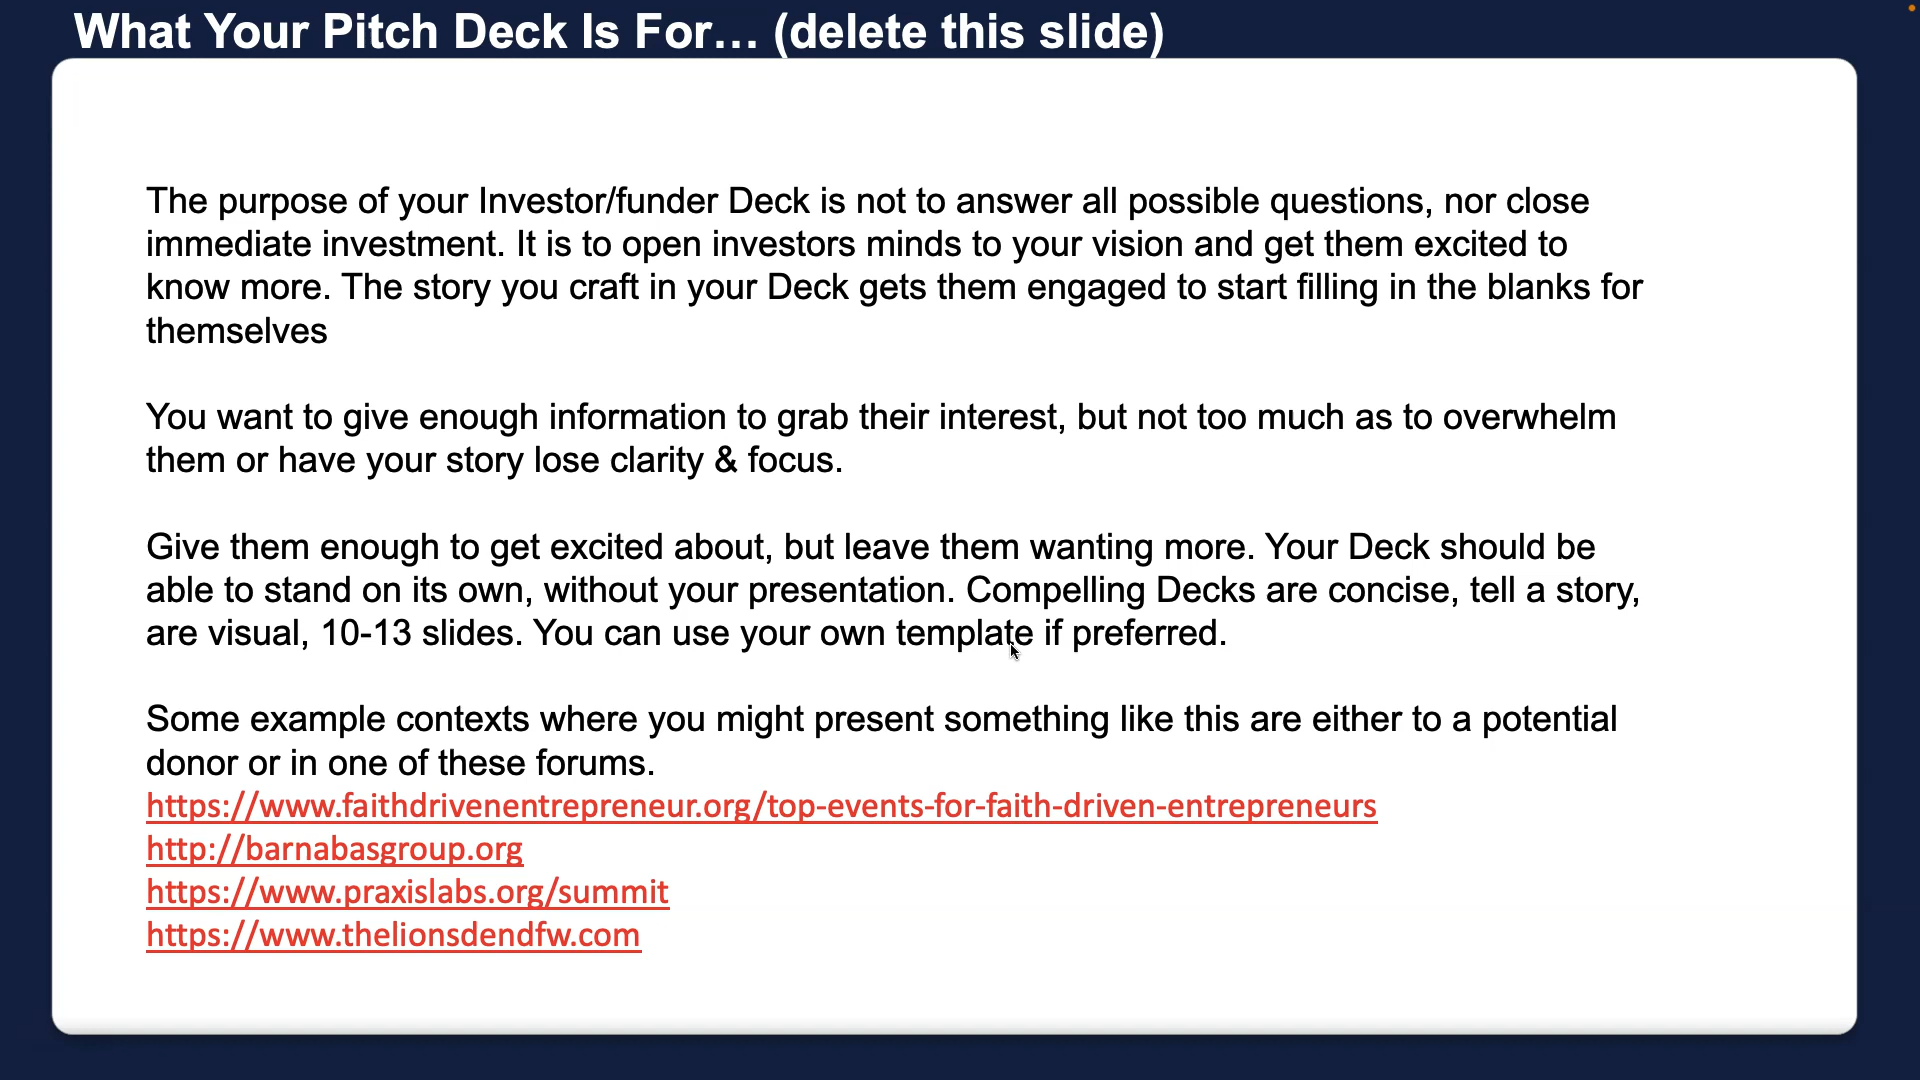 What Your Pitch Deck Is For... (delete this slide)
The purpose of your Investor/funder Deck is not to answer all possible questions, nor close
immediate investment. It is to open investors minds to your vision and get them excited to
know more. The story you craft in your Deck gets them engaged to start filling in the blanks for
themselves
You want to give enough information to grab their interest, but not too much as to overwhelm
them or have your story lose clarity & focus.
Give them enough to get excited about, but leave them wanting more. Your Deck should be
able to stand on its own, without your presentation. Compelling Decks are concise, tell a story,
are visual, 10-13 slides. You can use your own template if preferred.
Some example contexts where you might present something like this are either to a potential
donor or in one of these forums.
https://www.faithdrivenentrepreneur.org/top-events-for-faith-driven-entrepreneurs
http://barnabasgroup.org
https://www.praxislabs.org/summit
https://www.thelionsdendfw.com